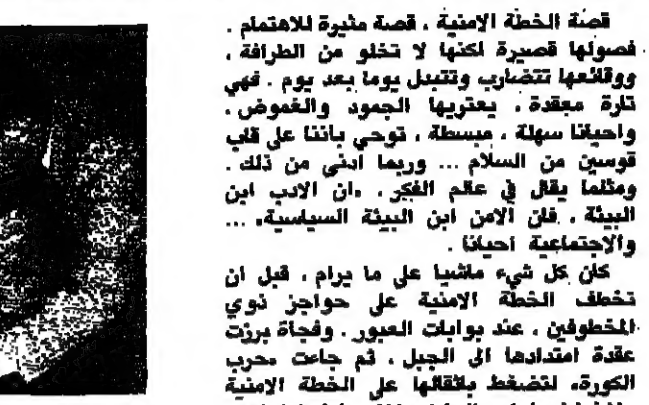 قصة الخطة الامنية ، قصة مثيرة للاهتمام .
فصولها قصيرة لكنها لا تخلو من الطرافة ،
ووقائعها تتضارب وتتبدل يوما بعد يوم . فهي
تارة معقدة ، يعتريها الجمود والغموض ،
واحيانا سهلة ، مبسطة ، توحي باننا على قاب
قوسين من السلام ... وربما ادنى من ذلك .
ومثلما يقال في عالم الفكر ، «ان الادب ابن
البيئة ، فان الامن ابن البيئة السياسية» ...
والاجتماعية احيانا .
كان كل شيء ماشيا على ما يرام ، قبل ان
تخطف الخطة الامنية على حواجز ذوي
المخطوفين ، عند بوابات العبور . وفجأة برزت
عقدة امتدادها الى الجبل ، ثم جاءت «حرب
الكورة» لتضغط باثقالها على الخطة الامنية